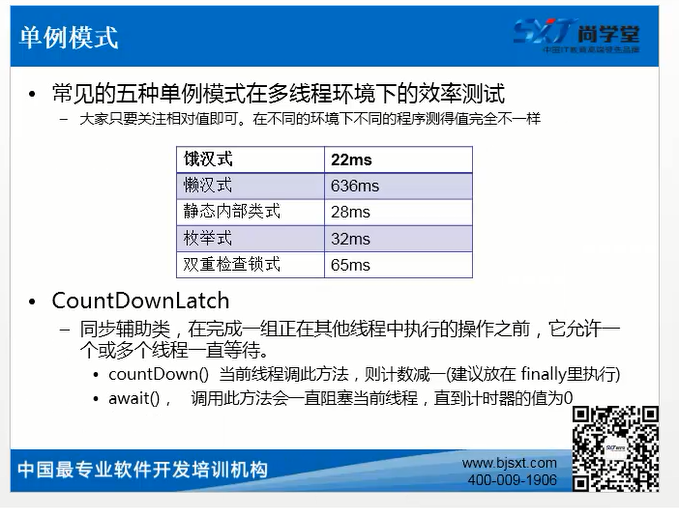 单例模式
SXT 尚学堂
中国IT教育高端领先品牌
• 常见的五种单例模式在多线程环境下的效率测试
– 大家只要关注相对值即可。在不同的环境下不同的程序测得值完全不一样
饿汉式 22ms
懒汉式 636ms
静态内部类式 28ms
枚举式 32ms
双重检查锁式 65ms
• CountDownLatch
– 同步辅助类，在完成一组正在其他线程中执行的操作之前，它允许一
个或多个线程一直等待。
• countDown() 当前线程调此方法，则计数减一(建议放在 finally里执行)
• await()， 调用此方法会一直阻塞当前线程，直到计时器的值为0
中国最专业软件开发培训机构
www.bjsxt.com
400-009-1906